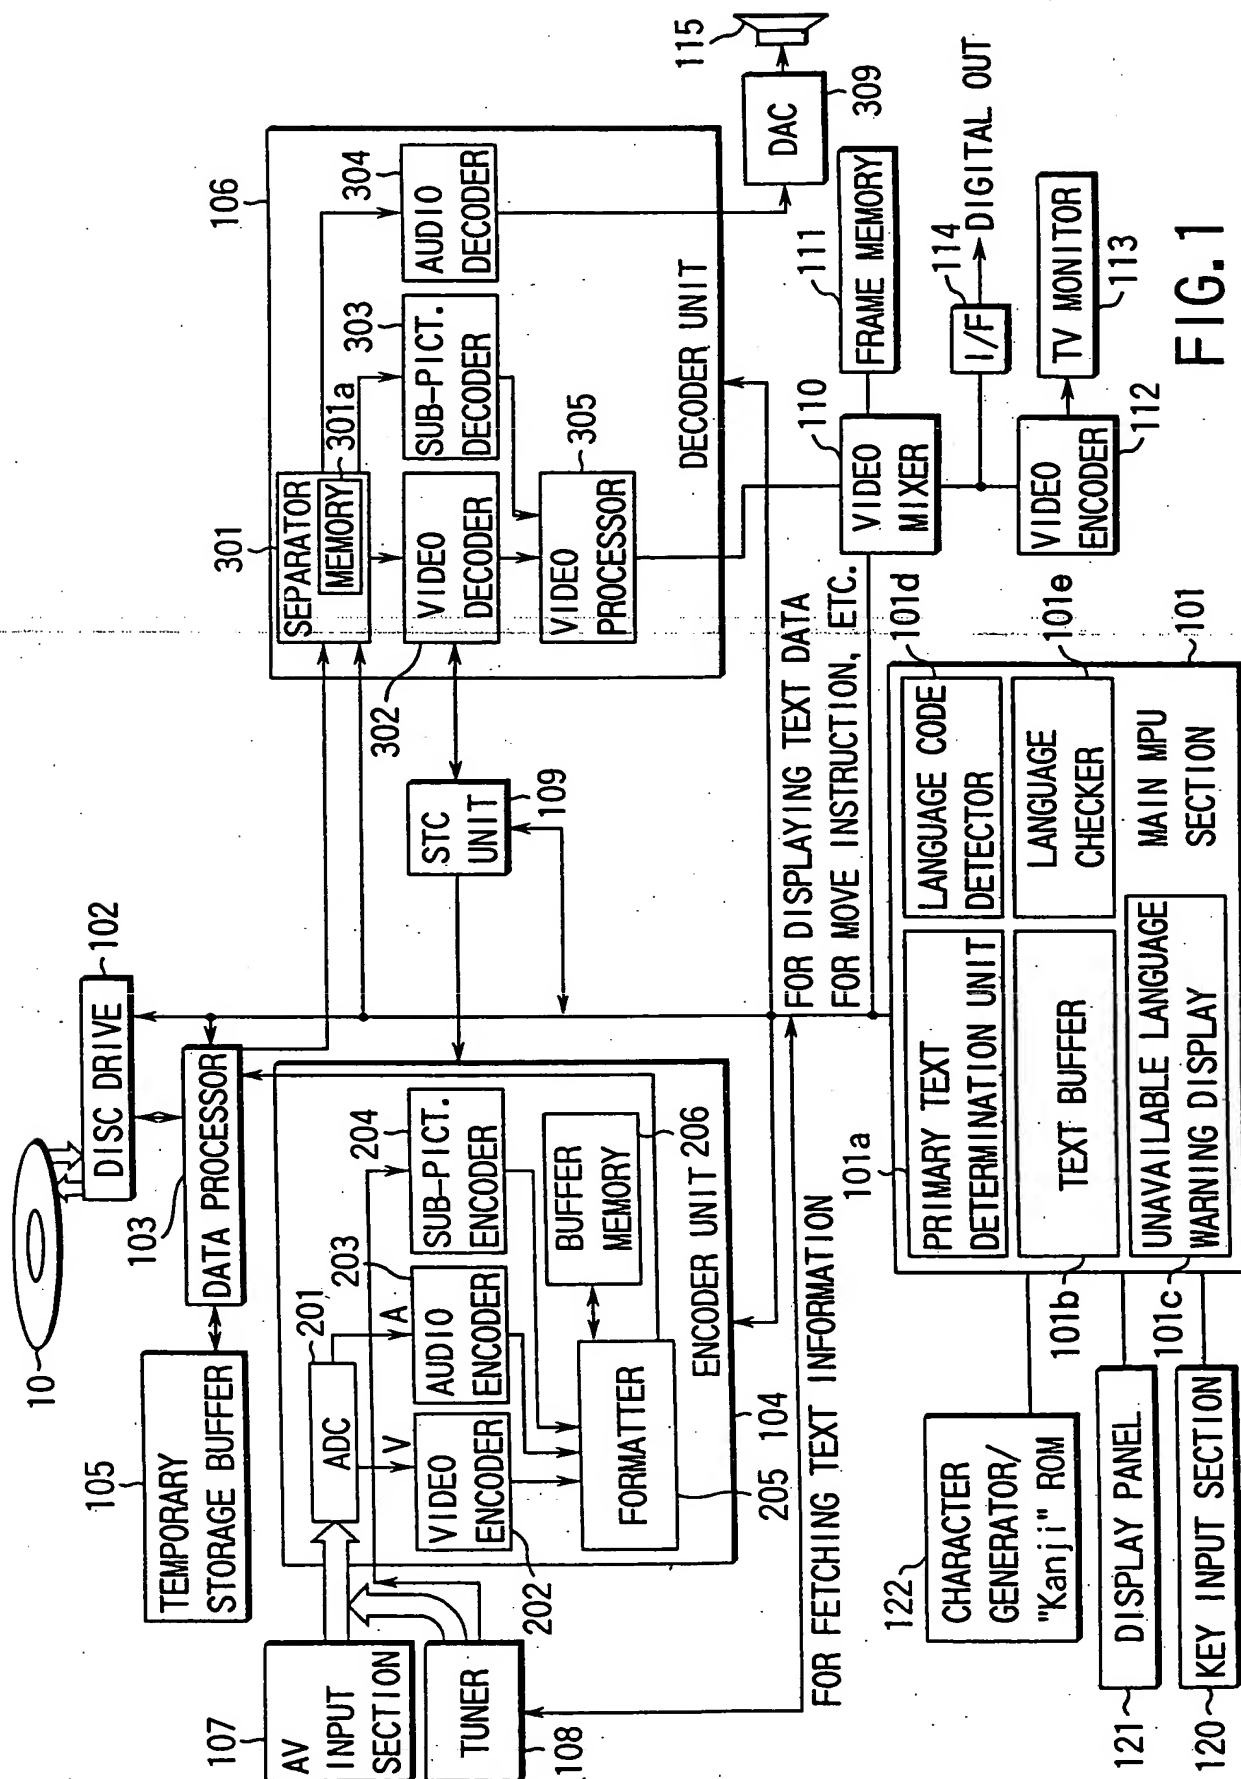 10
DISC DRIVE
102
TEMPORARY
STORAGE BUFFER
105
DATA PROCESSOR
103
AV
INPUT
SECTION
107
TUNER
108
ADC
201
V
A
VIDEO
ENCODER
202
AUDIO
ENCODER
203
SUB-PICT.
ENCODER
204
FORMATTER
205
BUFFER
MEMORY
206
ENCODER UNIT
104
STC
UNIT
109
SEPARATOR
301
MEMORY
301a
VIDEO
DECODER
302
SUB-PICT.
DECODER
303
AUDIO
DECODER
304
VIDEO
PROCESSOR
305
DECODER UNIT
106
DAC
309
115
FRAME MEMORY
111
VIDEO
MIXER
110
I/F
114
DIGITAL OUT
VIDEO
ENCODER
112
TV MONITOR
113
FOR DISPLAYING TEXT DATA
FOR MOVE INSTRUCTION, ETC.
FOR FETCHING TEXT INFORMATION
PRIMARY TEXT
DETERMINATION UNIT
101a
LANGUAGE CODE
DETECTOR
101d
TEXT BUFFER
101b
LANGUAGE
CHECKER
101e
UNAVAILABLE LANGUAGE
WARNING DISPLAY
101c
MAIN MPU
SECTION
101
CHARACTER
GENERATOR/
"Kanji" ROM
122
DISPLAY PANEL
121
KEY INPUT SECTION
120
FIG.1